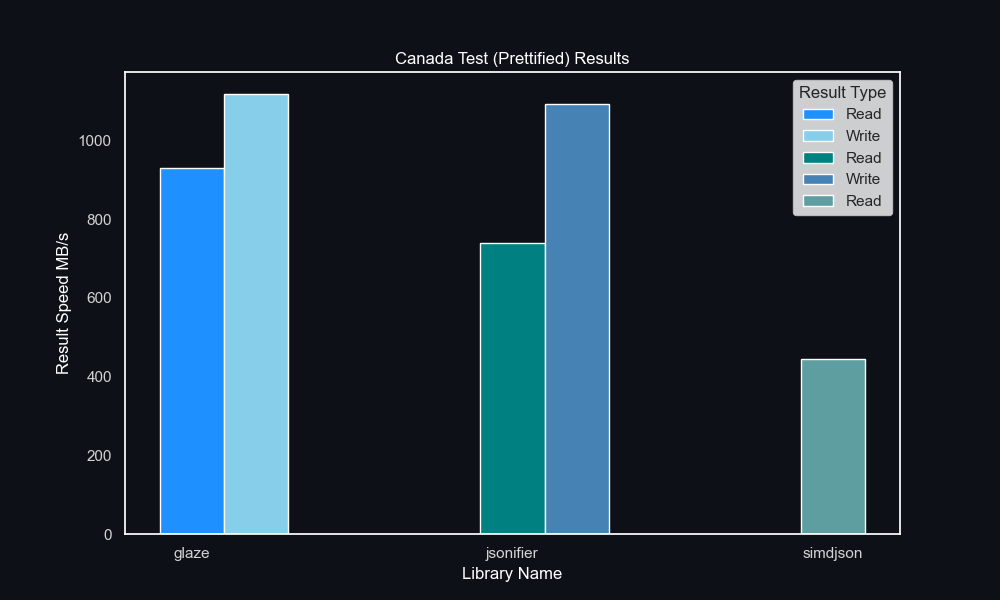 Canada Test (Prettified) Results
Result Type
Read
Write
Read
Write
Read
Result Speed MB/s
1000
800
600
400
200
0
glaze
jsonifier
simdjson
Library Name